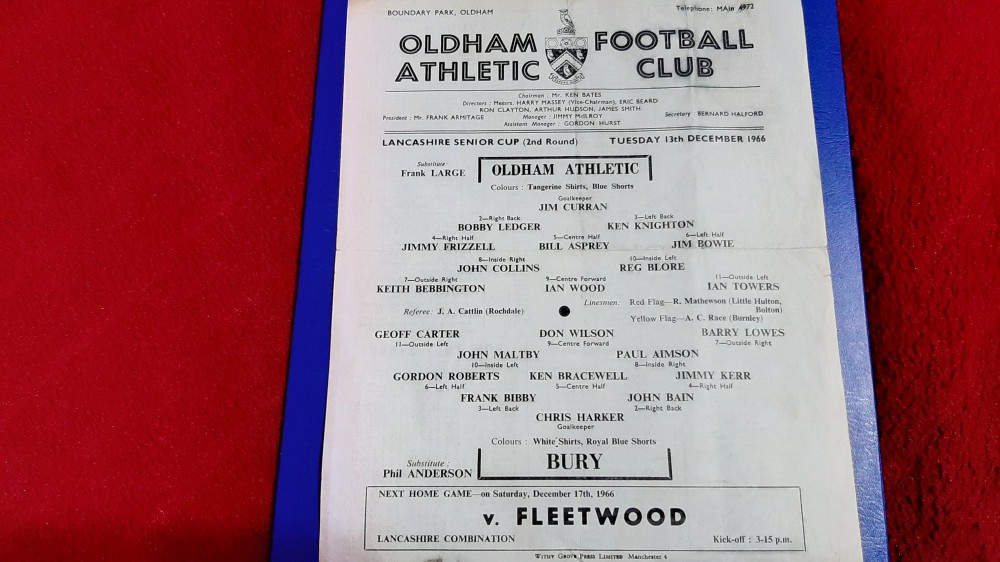 BOUNDARY PARK, OLDHAM Telephone: MAIn 4972
OLDHAM FOOTBALL
ATHLETIC CLUB
Chairman : Mr. KEN BATES
Directors : Messrs. HARRY MASSEY (Vice-Chairman), ERIC BEARD
RON CLAYTON, ARTHUR HUDSON, JAMES SMITH
President : Mr. FRANK ARMITAGE Manager : JIMMY McILROY Secretary : BERNARD HALFORD
Assistant Manager : GORDON HURST
LANCASHIRE SENIOR CUP (2nd Round) TUESDAY 13th DECEMBER 1966
Substitute:
Frank LARGE OLDHAM ATHLETIC
Colours : Tangerine Shirts, Blue Shorts
Goalkeeper
JIM CURRAN
2—Right Back 3—Left Back
BOBBY LEDGER KEN KNIGHTON
4—Right Half 5—Centre Half 6—Left Half
JIMMY FRIZZELL BILL ASPREY JIM BOWIE
8—Inside Right 10—Inside Left
JOHN COLLINS REG BLORE
7—Outside Right 9—Centre Forward 11—Outside Left
KEITH BEBBINGTON IAN WOOD IAN TOWERS
Referee: J. A. Cattlin (Rochdale) Linesmen: Red Flag—R. Mathewson (Little Hulton, Bolton)
Yellow Flag—A. C. Race (Burnley)
GEOFF CARTER DON WILSON BARRY LOWES
11—Outside Left 9—Centre Forward 7—Outside Right
JOHN MALTBY PAUL AIMSON
10—Inside Left 8—Inside Right
GORDON ROBERTS KEN BRACEWELL JIMMY KERR
6—Left Half 5—Centre Half 4—Right Half
FRANK BIBBY JOHN BAIN
3—Left Back 2—Right Back
CHRIS HARKER
Goalkeeper
Colours : White Shirts, Royal Blue Shorts
Substitute :
Phil ANDERSON BURY
NEXT HOME GAME—on Saturday, December 17th, 1966
v. FLEETWOOD
LANCASHIRE COMBINATION Kick-off : 3-15 p.m.
WITHY GROVE PRESS LIMITED Manchester 4